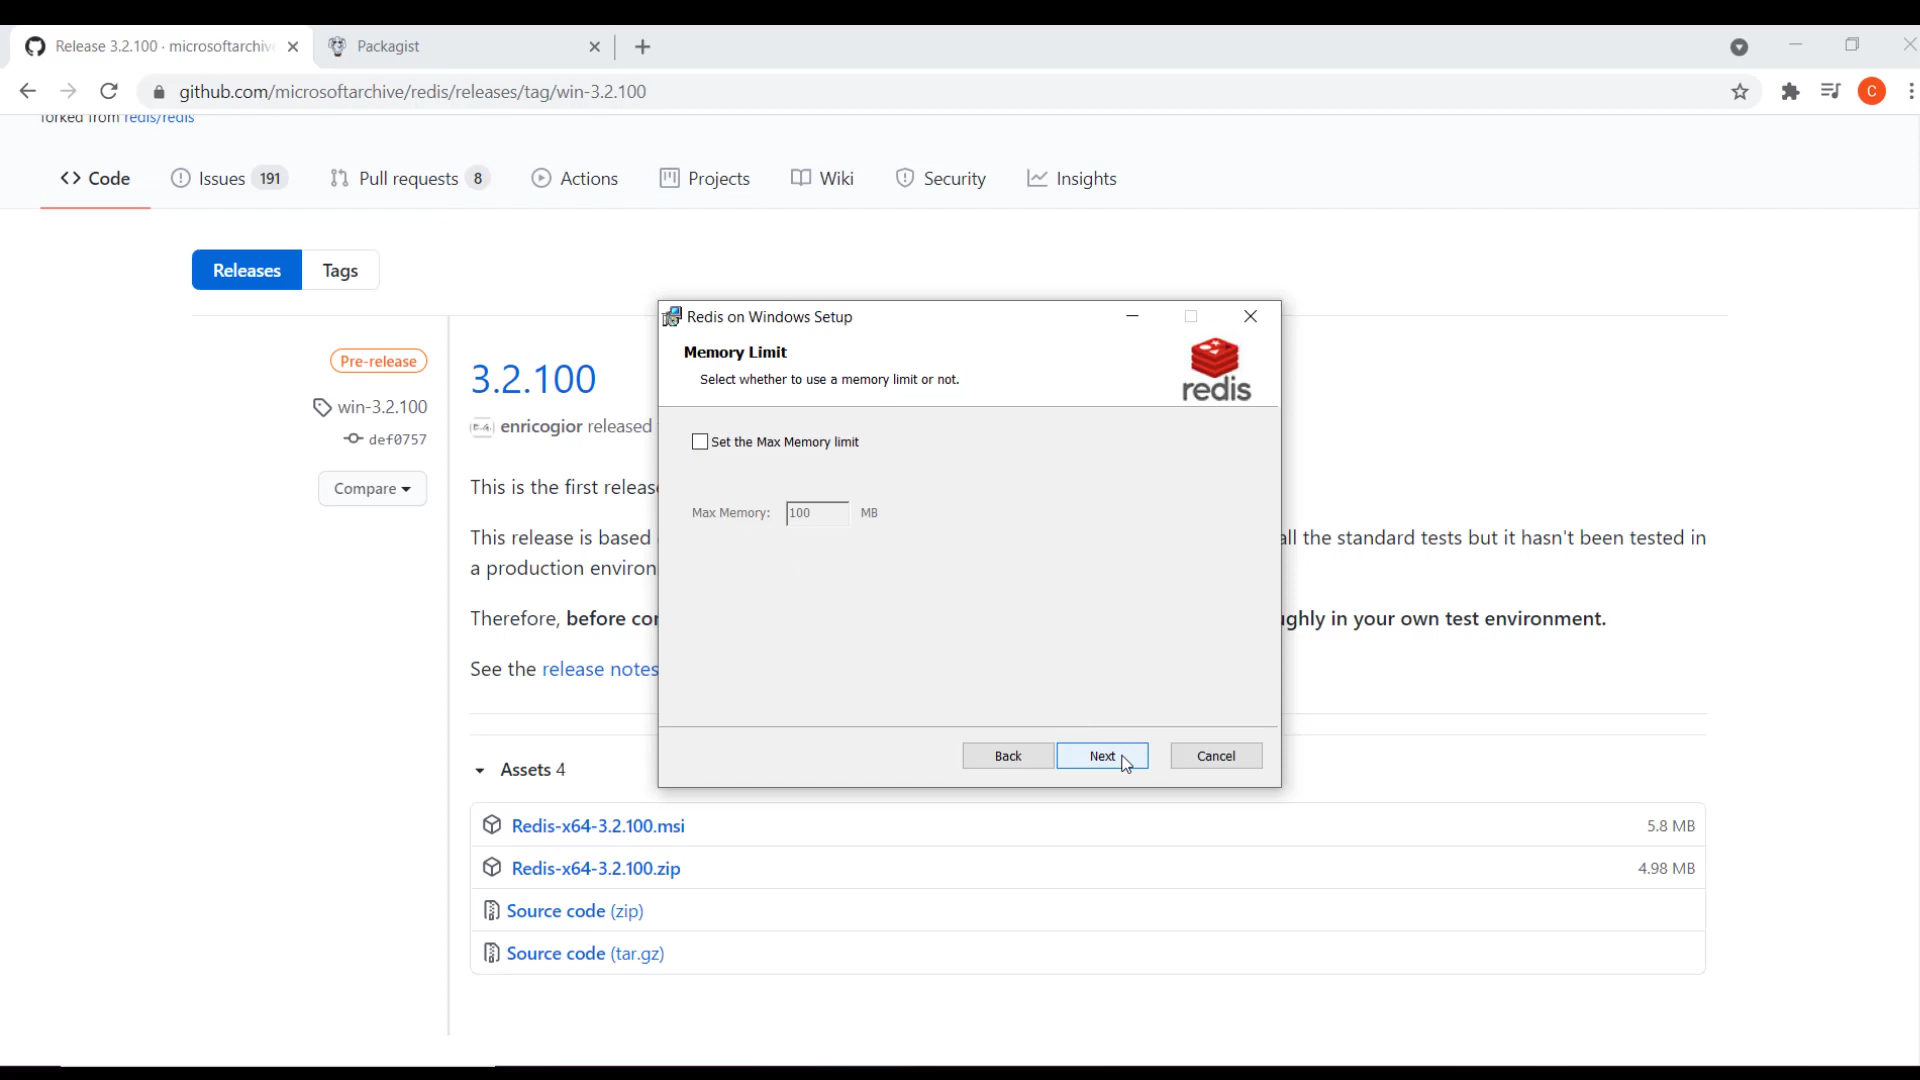 Release 3.2.100 · microsoftarchiv
Packagist
github.com/microsoftarchive/redis/releases/tag/win-3.2.100
C
forked from redis/redis
Code
Issues 191
Pull requests 8
Actions
Projects
Wiki
Security
Insights
Releases
Tags
Pre-release
win-3.2.100
def0757
Compare
3.2.100
enricogior released
This is the first releas
This release is based
all the standard tests but it hasn't been tested in
a production environ
Therefore, before co
ughly in your own test environment.
See the release notes
Redis on Windows Setup
Memory Limit
Select whether to use a memory limit or not.
redis
Set the Max Memory limit
Max Memory: 100 MB
Back
Next
Cancel
Assets 4
Redis-x64-3.2.100.msi
5.8 MB
Redis-x64-3.2.100.zip
4.98 MB
Source code (zip)
Source code (tar.gz)